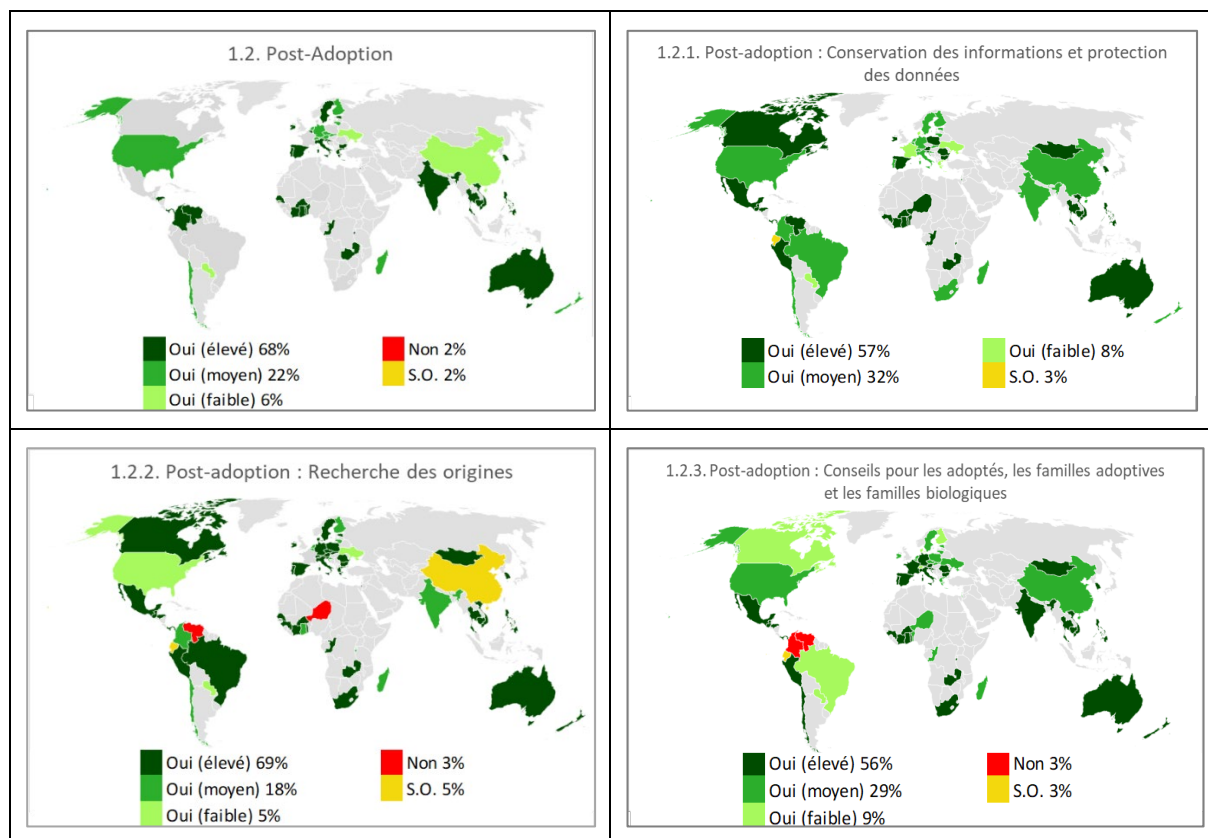 1.2. Post-Adoption
Oui (élevé) 68%
Oui (moyen) 22%
Oui (faible) 6%
Non 2%
S.O. 2%
1.2.1. Post-adoption : Conservation des informations et protection
des données
Oui (élevé) 57%
Oui (moyen) 32%
Oui (faible) 8%
S.O. 3%
1.2.2. Post-adoption : Recherche des origines
Oui (élevé) 69%
Oui (moyen) 18%
Oui (faible) 5%
Non 3%
S.O. 5%
1.2.3. Post-adoption : Conseils pour les adoptés, les familles adoptives
et les familles biologiques
Oui (élevé) 56%
Oui (moyen) 29%
Oui (faible) 9%
Non 3%
S.O. 3%